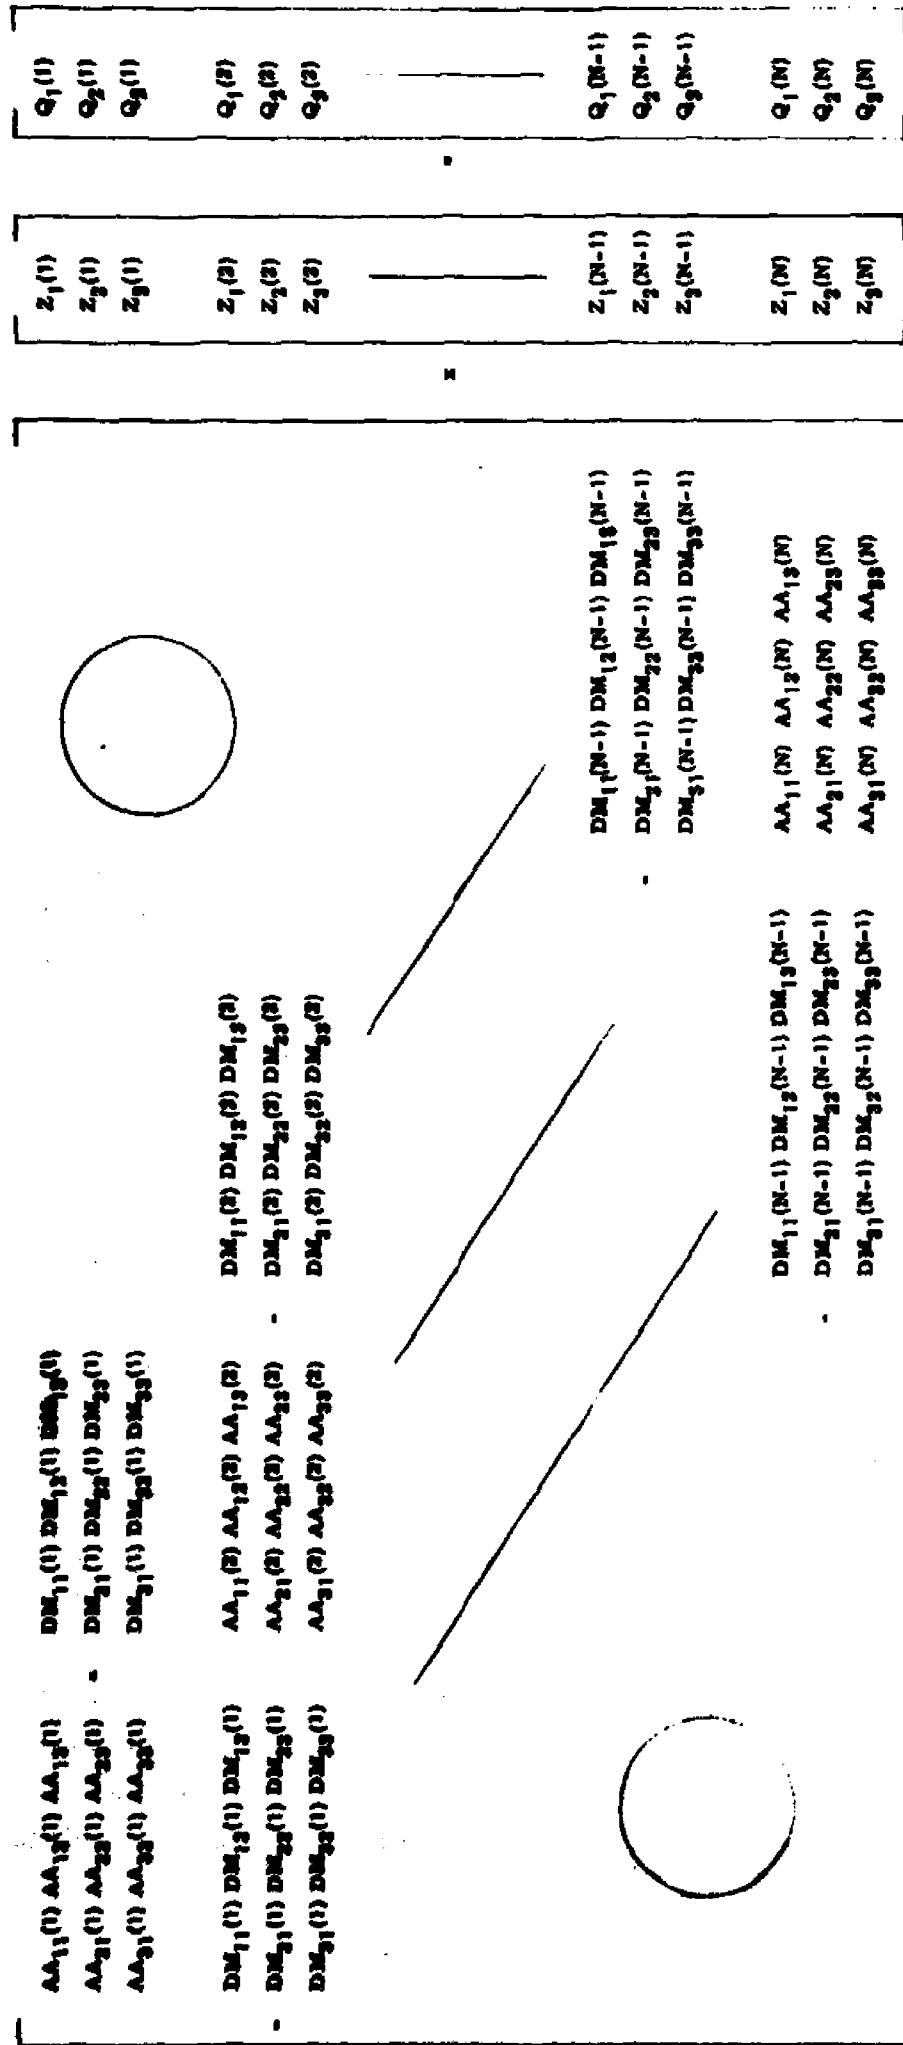 AA₁₁(1) AA₁₂(1) AA₁₃(1) DM₁₁(1) DM₁₂(1) DM₁₃(1) Z₁(1) Q₁(1)
AA₂₁(1) AA₂₂(1) AA₂₃(1) - DM₂₁(1) DM₂₂(1) DM₂₃(1) Z₂(1) Q₂(1)
AA₃₁(1) AA₃₂(1) AA₃₃(1) DM₃₁(1) DM₃₂(1) DM₃₃(1) Z₃(1) Q₃(1)
DM₁₁(1) DM₁₂(1) DM₁₃(1) AA₁₁(2) AA₁₂(2) AA₁₃(2) DM₁₁(2) DM₁₂(2) DM₁₃(2) Z₁(2) Q₁(2)
- DM₂₁(1) DM₂₂(1) DM₂₃(1) AA₂₁(2) AA₂₂(2) AA₂₃(2) - DM₂₁(2) DM₂₂(2) DM₂₃(2) Z₂(2) Q₂(2)
DM₃₁(1) DM₃₂(1) DM₃₃(1) AA₃₁(2) AA₃₂(2) AA₃₃(2) DM₃₁(2) DM₃₂(2) DM₃₃(2) Z₃(2) Q₃(2)
x =
DM₁₁(N-1) DM₁₂(N-1) DM₁₃(N-1) Z₁(N-1) Q₁(N-1)
- DM₂₁(N-1) DM₂₂(N-1) DM₂₃(N-1) Z₂(N-1) Q₂(N-1)
DM₃₁(N-1) DM₃₂(N-1) DM₃₃(N-1) Z₃(N-1) Q₃(N-1)
DM₁₁(N-1) DM₁₂(N-1) DM₁₃(N-1) AA₁₁(N) AA₁₂(N) AA₁₃(N) Z₁(N) Q₁(N)
- DM₂₁(N-1) DM₂₂(N-1) DM₂₃(N-1) AA₂₁(N) AA₂₂(N) AA₂₃(N) Z₂(N) Q₂(N)
DM₃₁(N-1) DM₃₂(N-1) DM₃₃(N-1) AA₃₁(N) AA₃₂(N) AA₃₃(N) Z₃(N) Q₃(N)